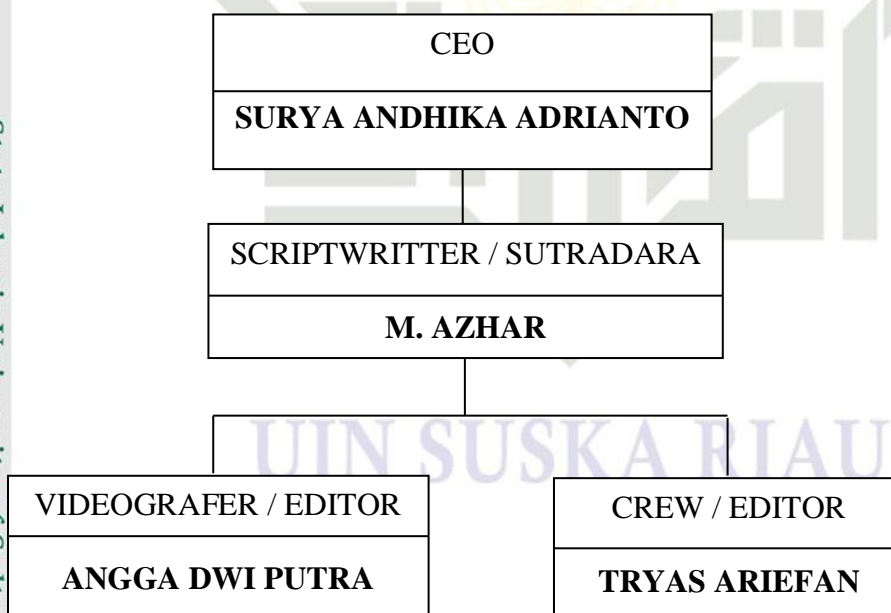 CEO
SURYA ANDHIKA ADRIANTO
SCRIPTWRITTER / SUTRADARA
M. AZHAR
UIN SUSKA RIAU
VIDEOGRAFER / EDITOR
ANGGA DWI PUTRA
CREW / EDITOR
TRYAS ARIEFAN